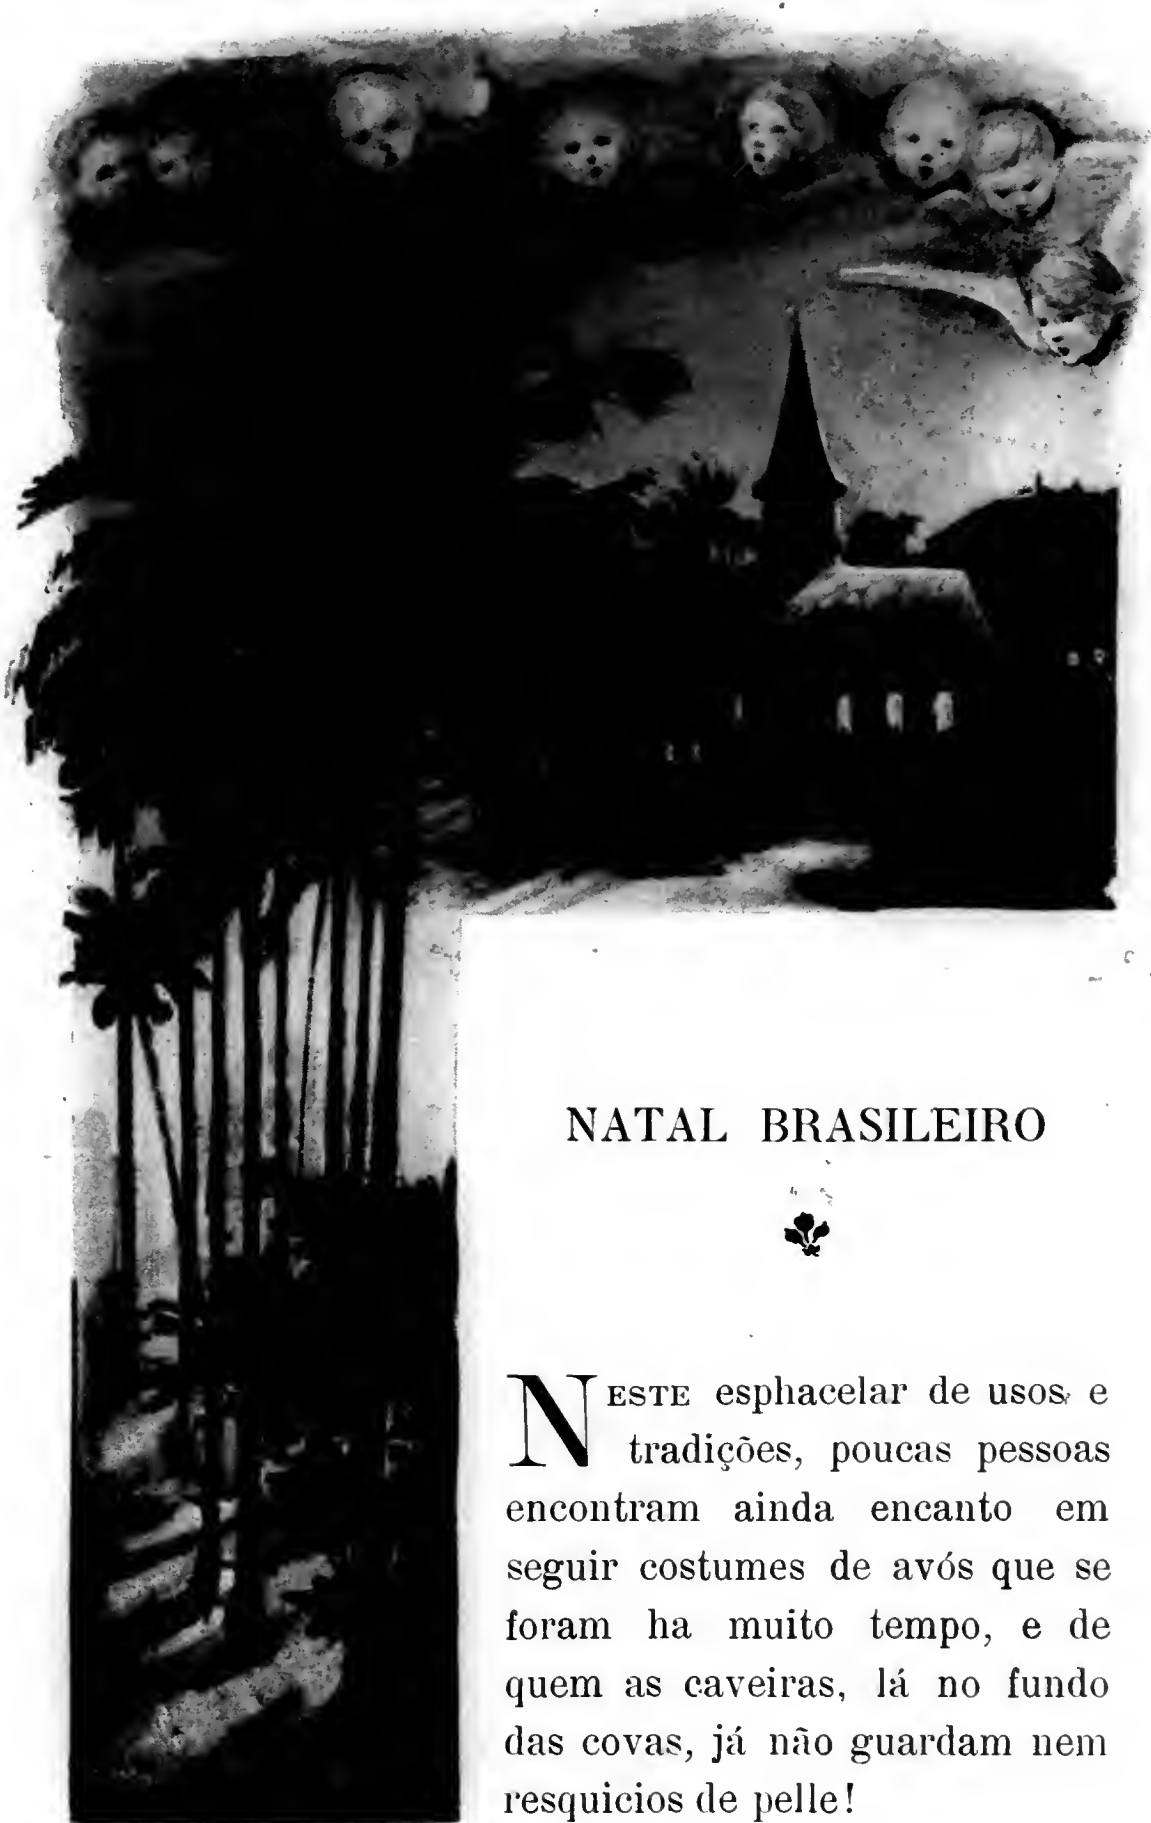 NATAL BRASILEIRO
NESTE esphacelar de usos e
tradições, poucas pessoas
encontram ainda encanto em
seguir costumes de avós que se
foram ha muito tempo, e de
quem as caveiras, lá no fundo
das covas, já não guardam nem
resquicios de pelle!